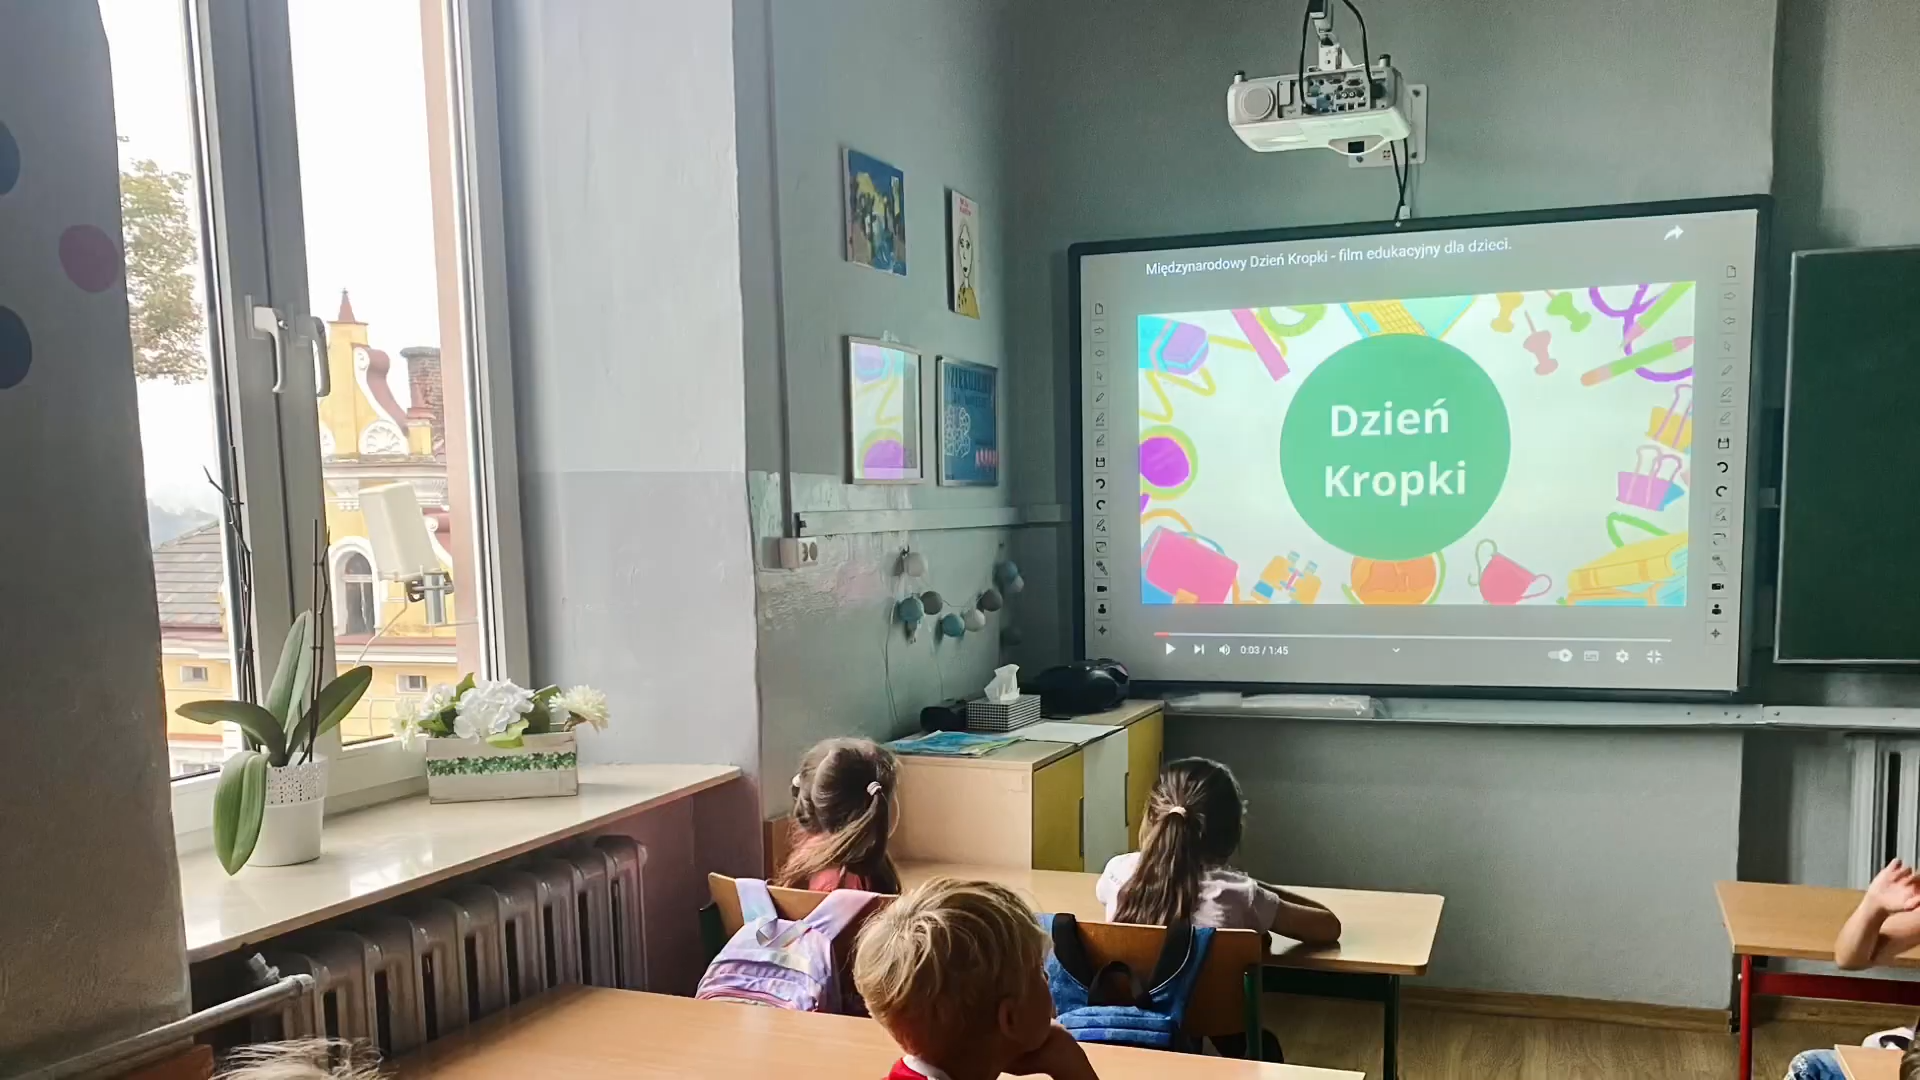 Międzynarodowy Dzień Kropki - film edukacyjny dla dzieci.
Dzień
Kropki
0:03 / 1:45